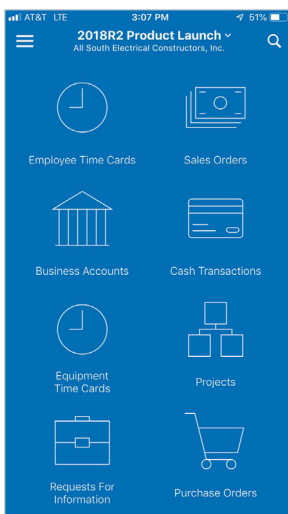 AT&T LTE 3:07 PM 51%
2018R2 Product Launch
All South Electrical Constructors, Inc.
Employee Time Cards Sales Orders
Business Accounts Cash Transactions
Equipment
Time Cards
Projects
Requests For
Information
Purchase Orders